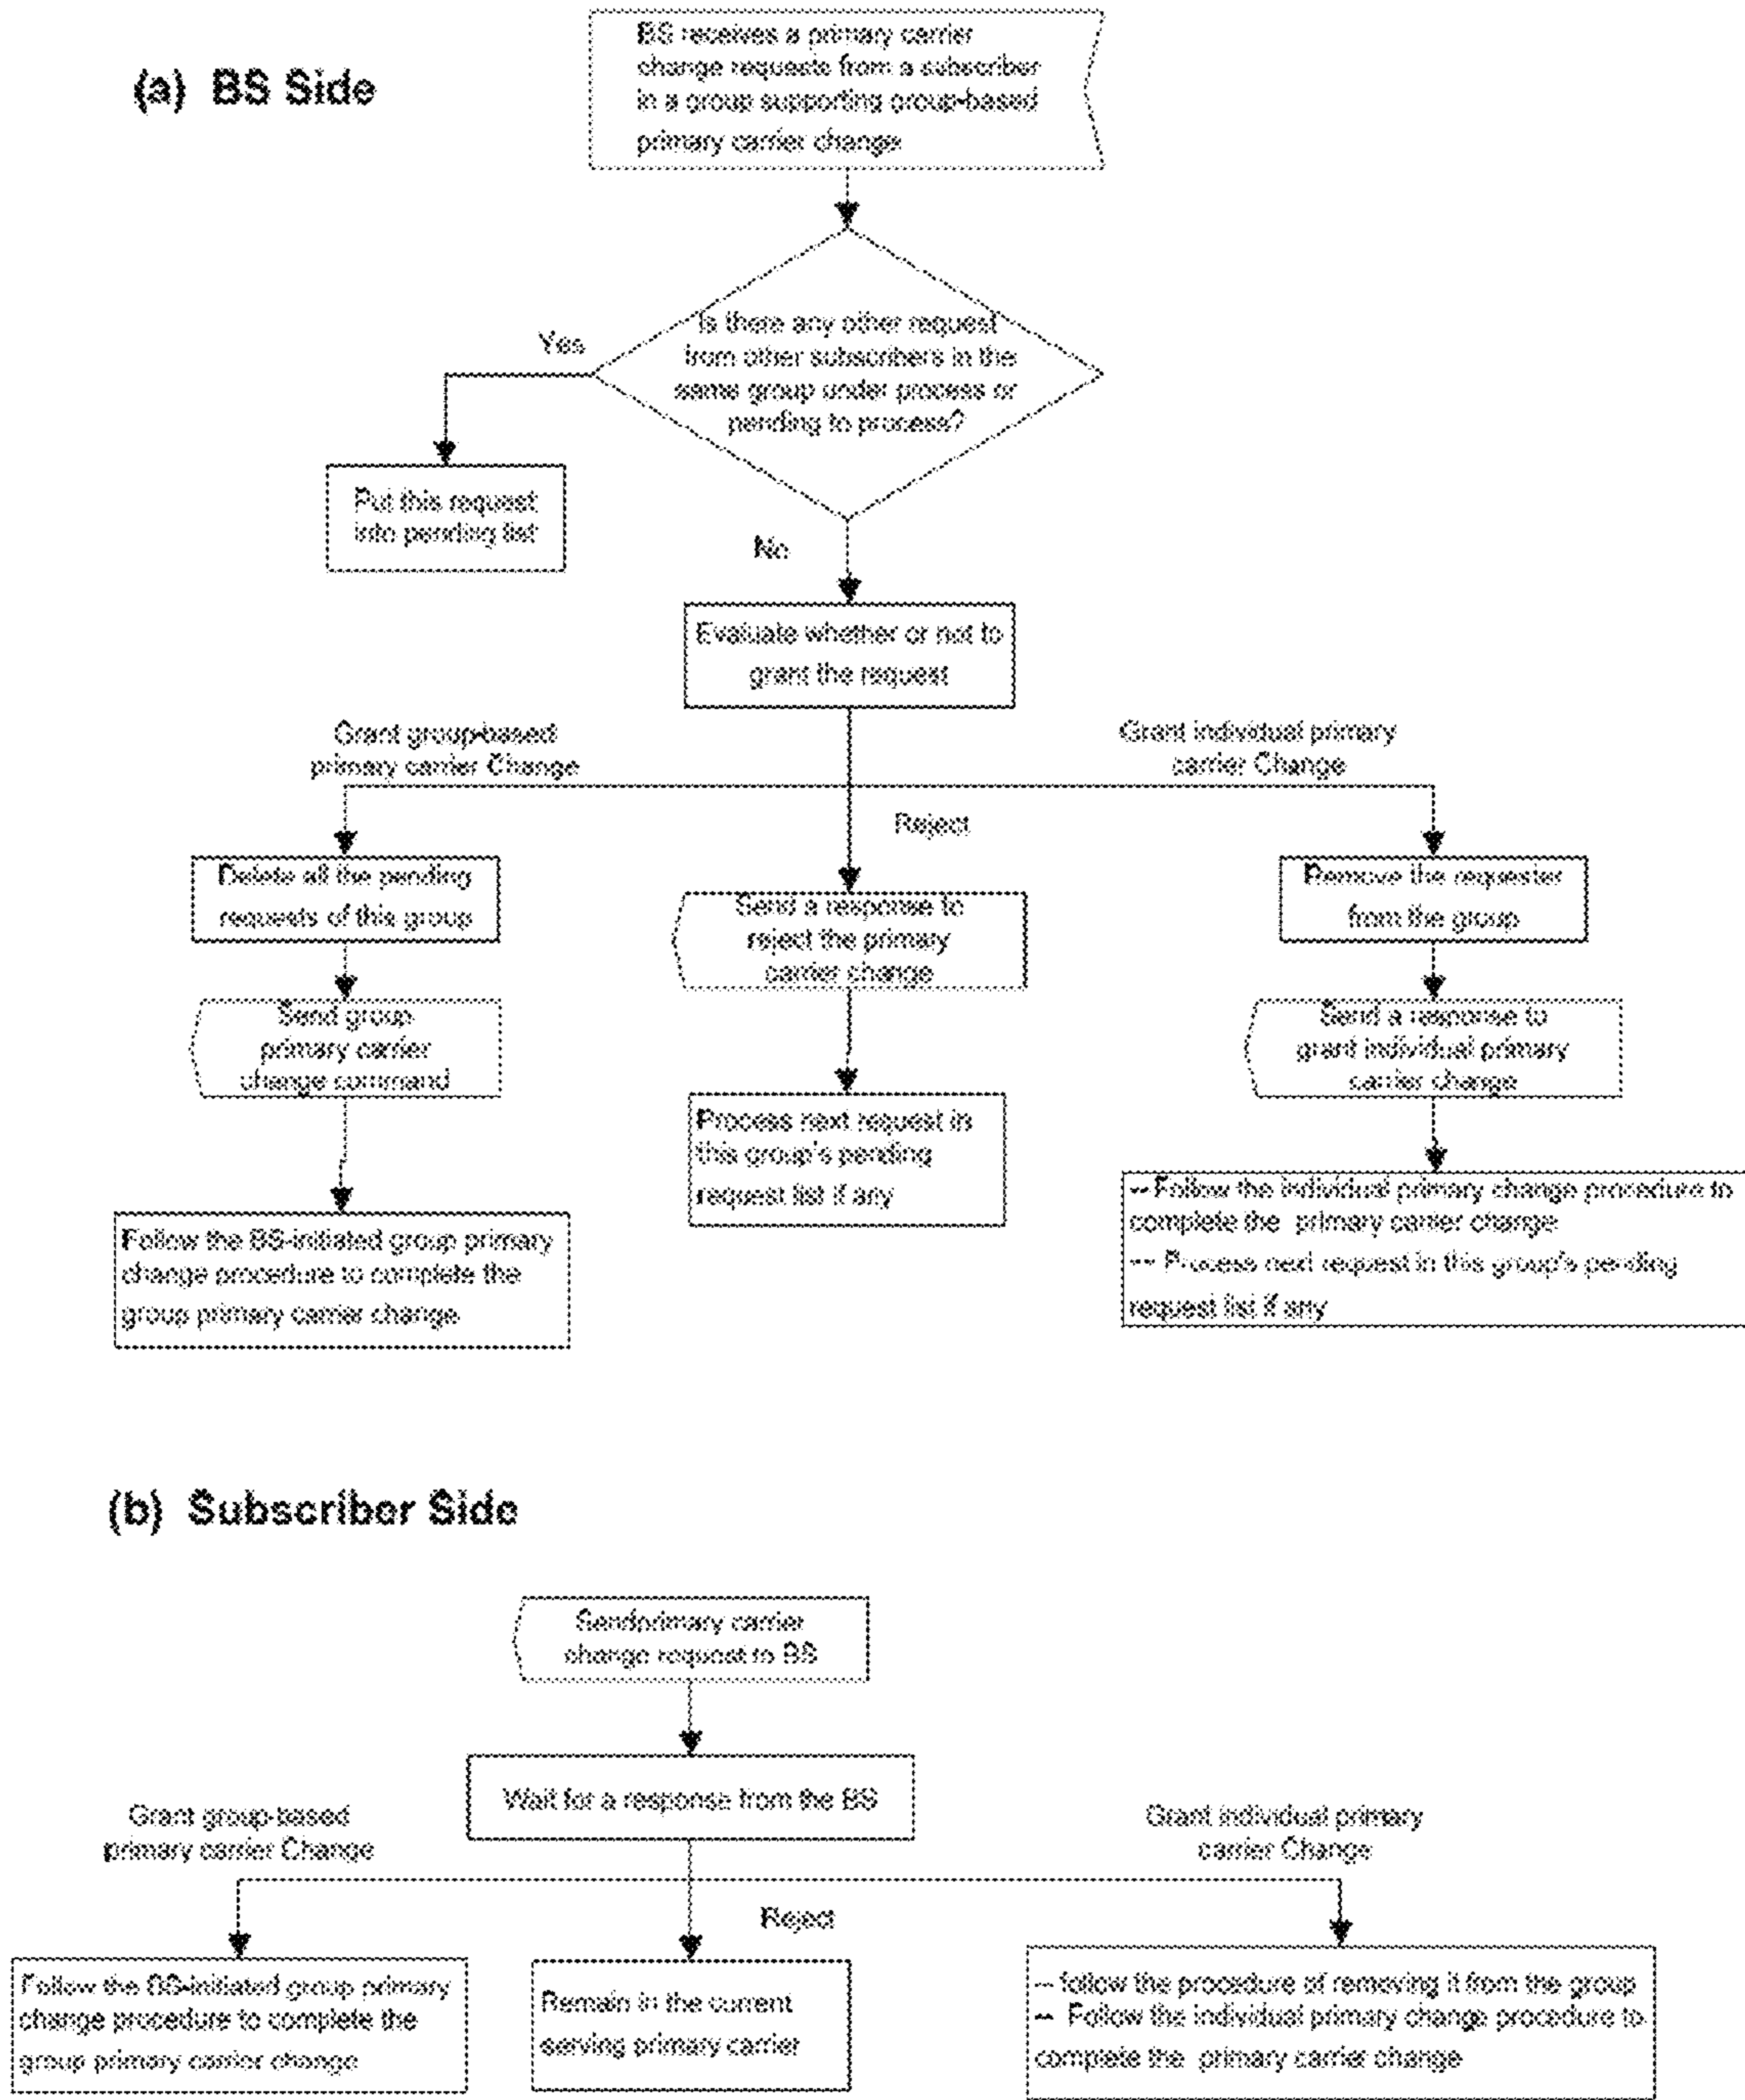 (a) BS Side
BS receives a primary carrier
change requests from a subscriber
in a group supporting group-based
primary carrier change
Is there any other request
from other subscribers in the
same group under process or
pending to process?
Yes
Put this request
into pending list
No
Evaluate whether or not to
grant the request
Grant group-based
primary carrier Change
Reject
Grant individual primary
carrier Change
Delete all the pending
requests of this group
Send group
primary carrier
change command
Follow the BS-initiated group primary
change procedure to complete the
group primary carrier change
Send a response to
reject the primary
carrier change
Process next request in
this group's pending
request list if any
Remove the requester
from the group
Send a response to
grant individual primary
carrier change
-- Follow the individual primary change procedure to
complete the primary carrier change
-- Process next request in this group's pending
request list if any
(b) Subscriber Side
Sendprimary carrier
change request to BS
Wait for a response from the BS
Grant group-based
primary carrier Change
Reject
Grant individual primary
carrier Change
Follow the BS-initiated group primary
change procedure to complete the
group primary carrier change
Remain in the current
serving primary carrier
-- follow the procedure of removing it from the group
-- Follow the individual primary change procedure to
complete the primary carrier change